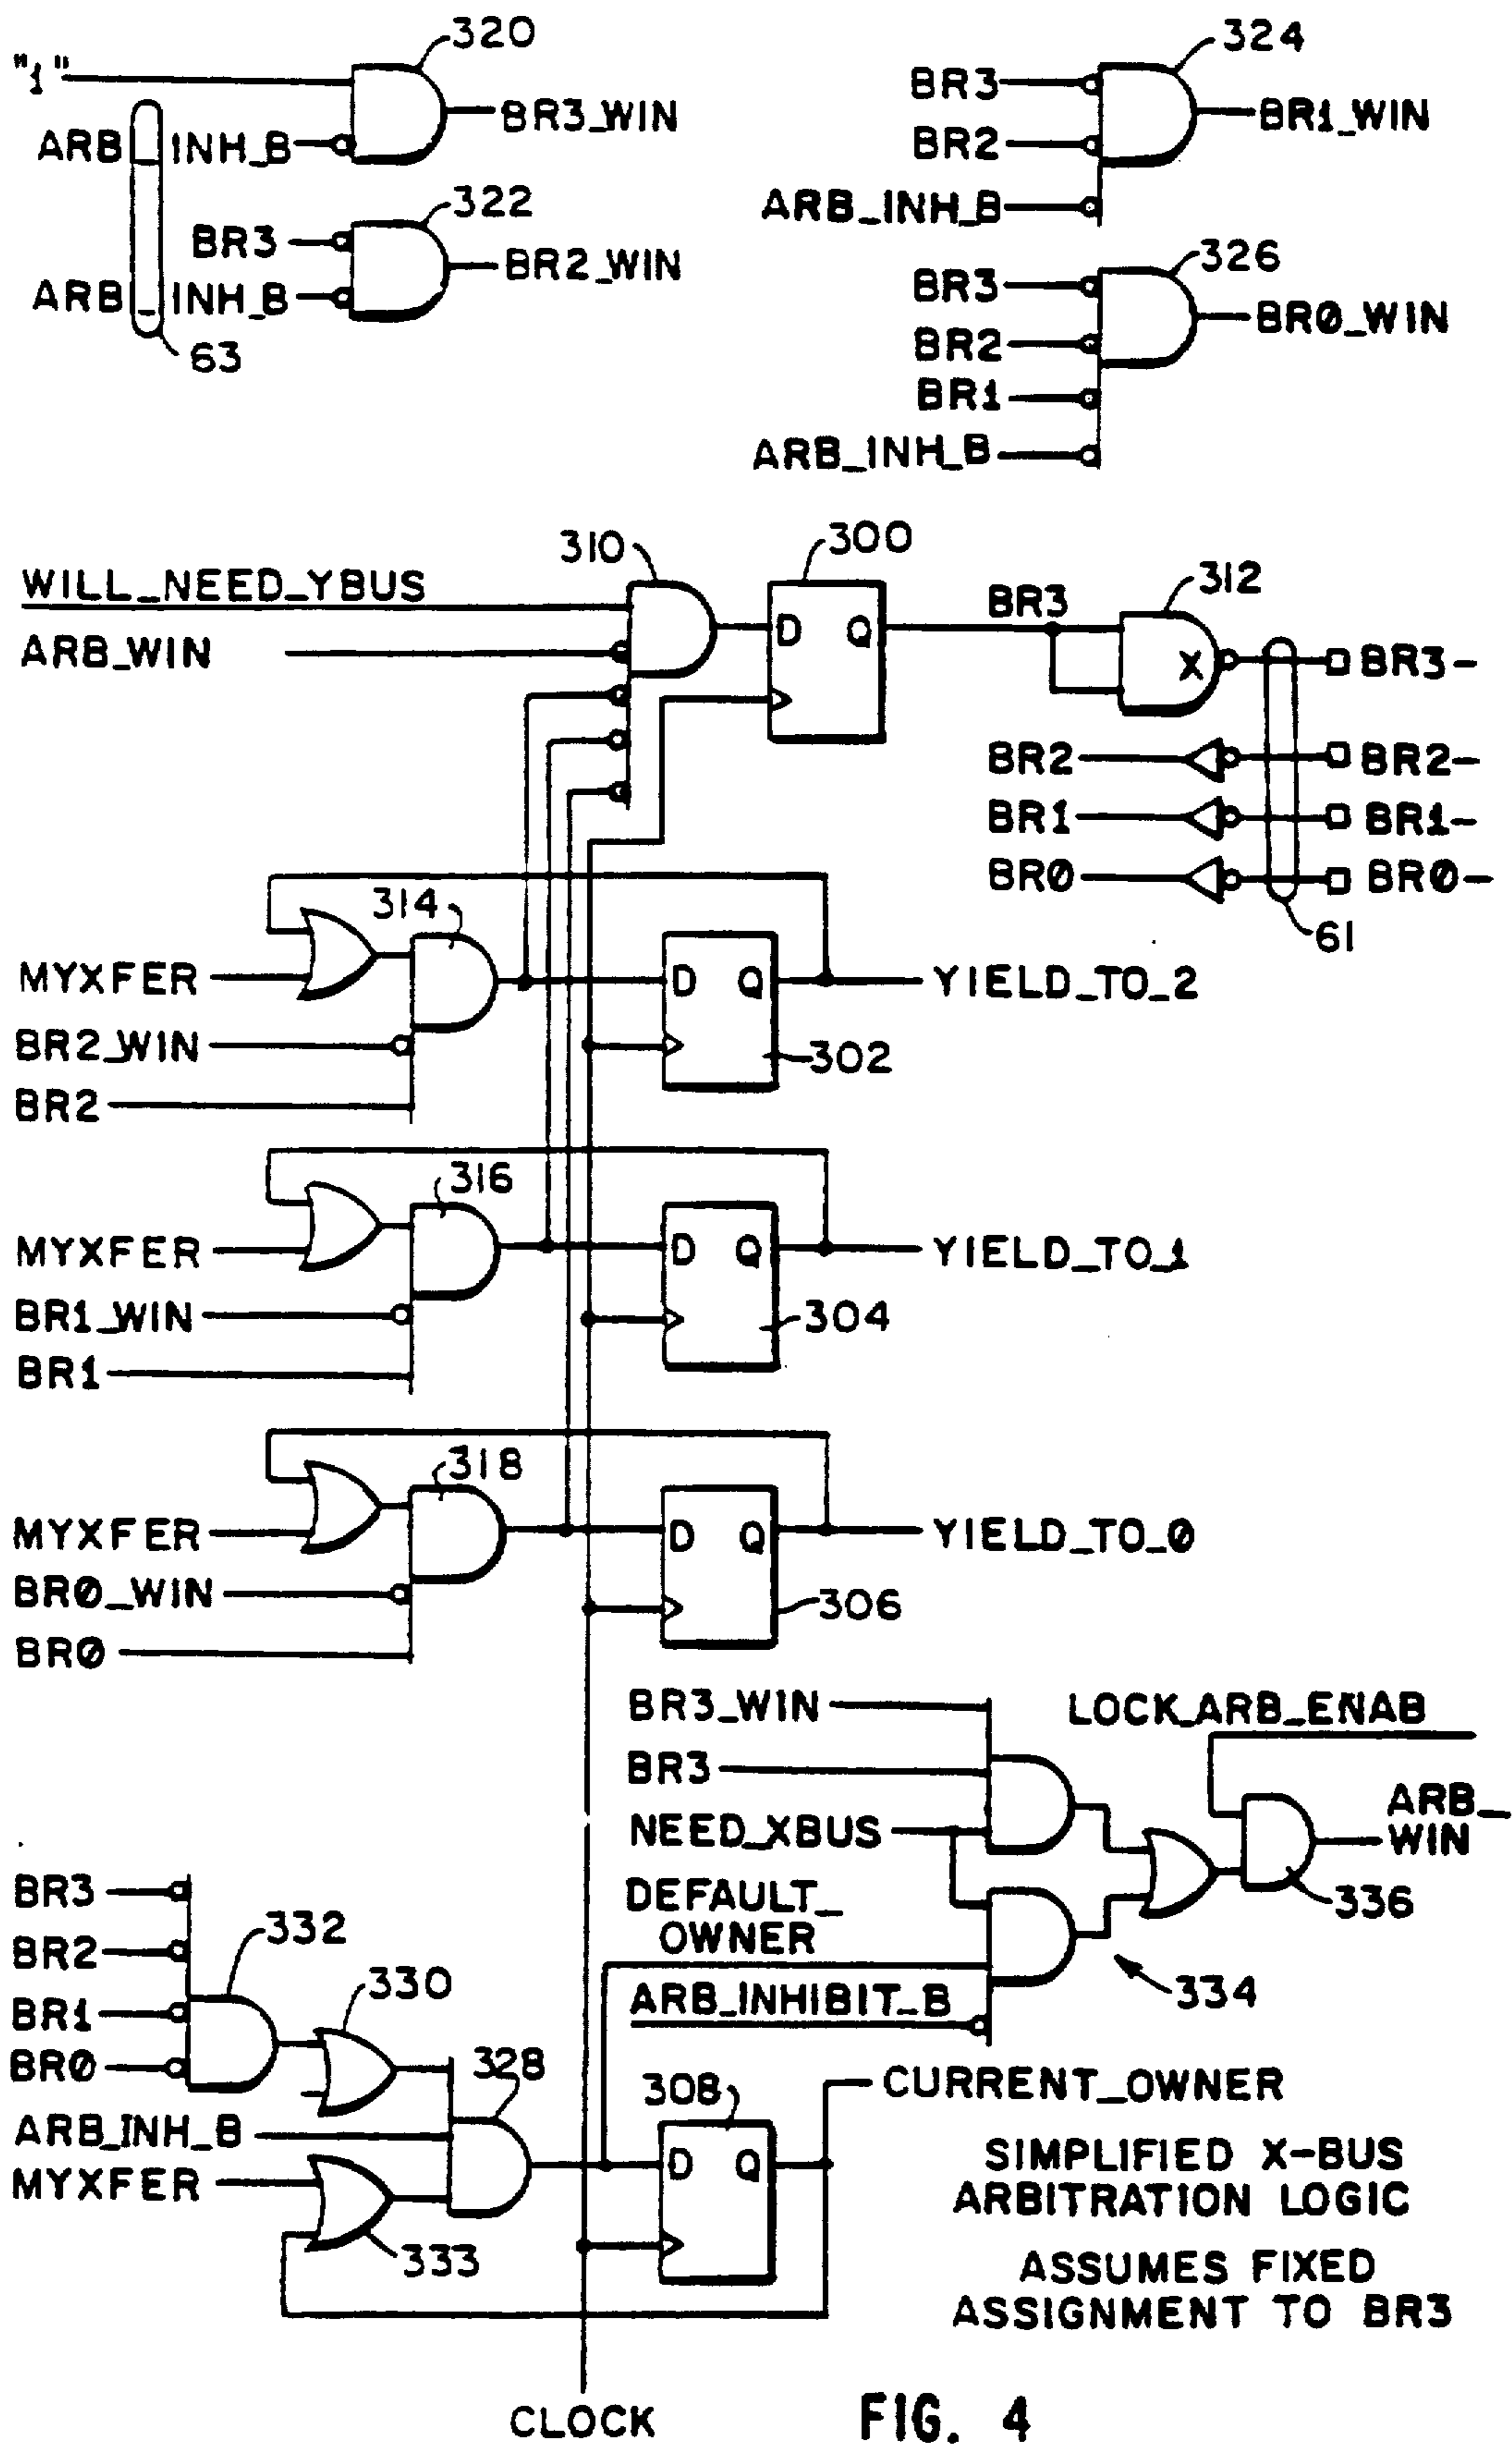 320
"1"
BR3_WIN
ARB_INH_B
322
BR3
BR2_WIN
ARB_INH_B
63
324
BR3
BR1_WIN
BR2
ARB_INH_B
326
BR3
BR0_WIN
BR2
BR1
ARB_INH_B
310
300
312
WILL_NEED_YBUS
ARB_WIN
D
Q
BR3
X
BR3-
BR2
BR2-
BR1
BR1-
BR0
BR0-
61
314
MYXFER
D
Q
YIELD_TO_2
BR2_WIN
302
BR2
316
MYXFER
D
Q
YIELD_TO_1
BR1_WIN
304
BR1
318
MYXFER
D
Q
YIELD_TO_0
BR0_WIN
306
BR0
BR3_WIN
LOCK_ARB_ENAB
BR3
NEED_XBUS
ARB_
WIN
336
DEFAULT_
OWNER
334
ARB_INHIBIT_B
BR3
332
BR2
330
BR1
BR0
328
308
CURRENT_OWNER
ARB_INH_B
MYXFER
D
Q
333
SIMPLIFIED X-BUS
ARBITRATION LOGIC
ASSUMES FIXED
ASSIGNMENT TO BR3
CLOCK
FIG. 4